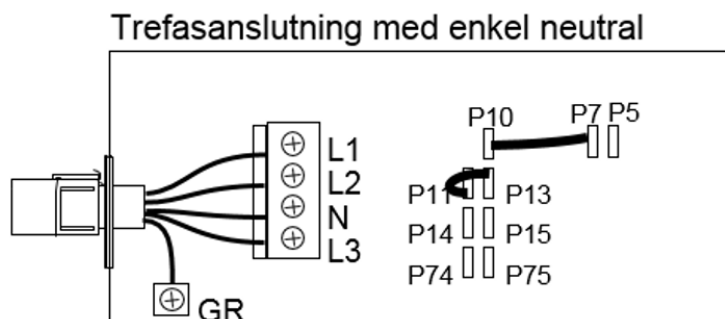 Trefasanslutning med enkel neutral
P10 P7 P5
L1
L2
N
L3
P11 P13
P14 P15
P74 P75
GR